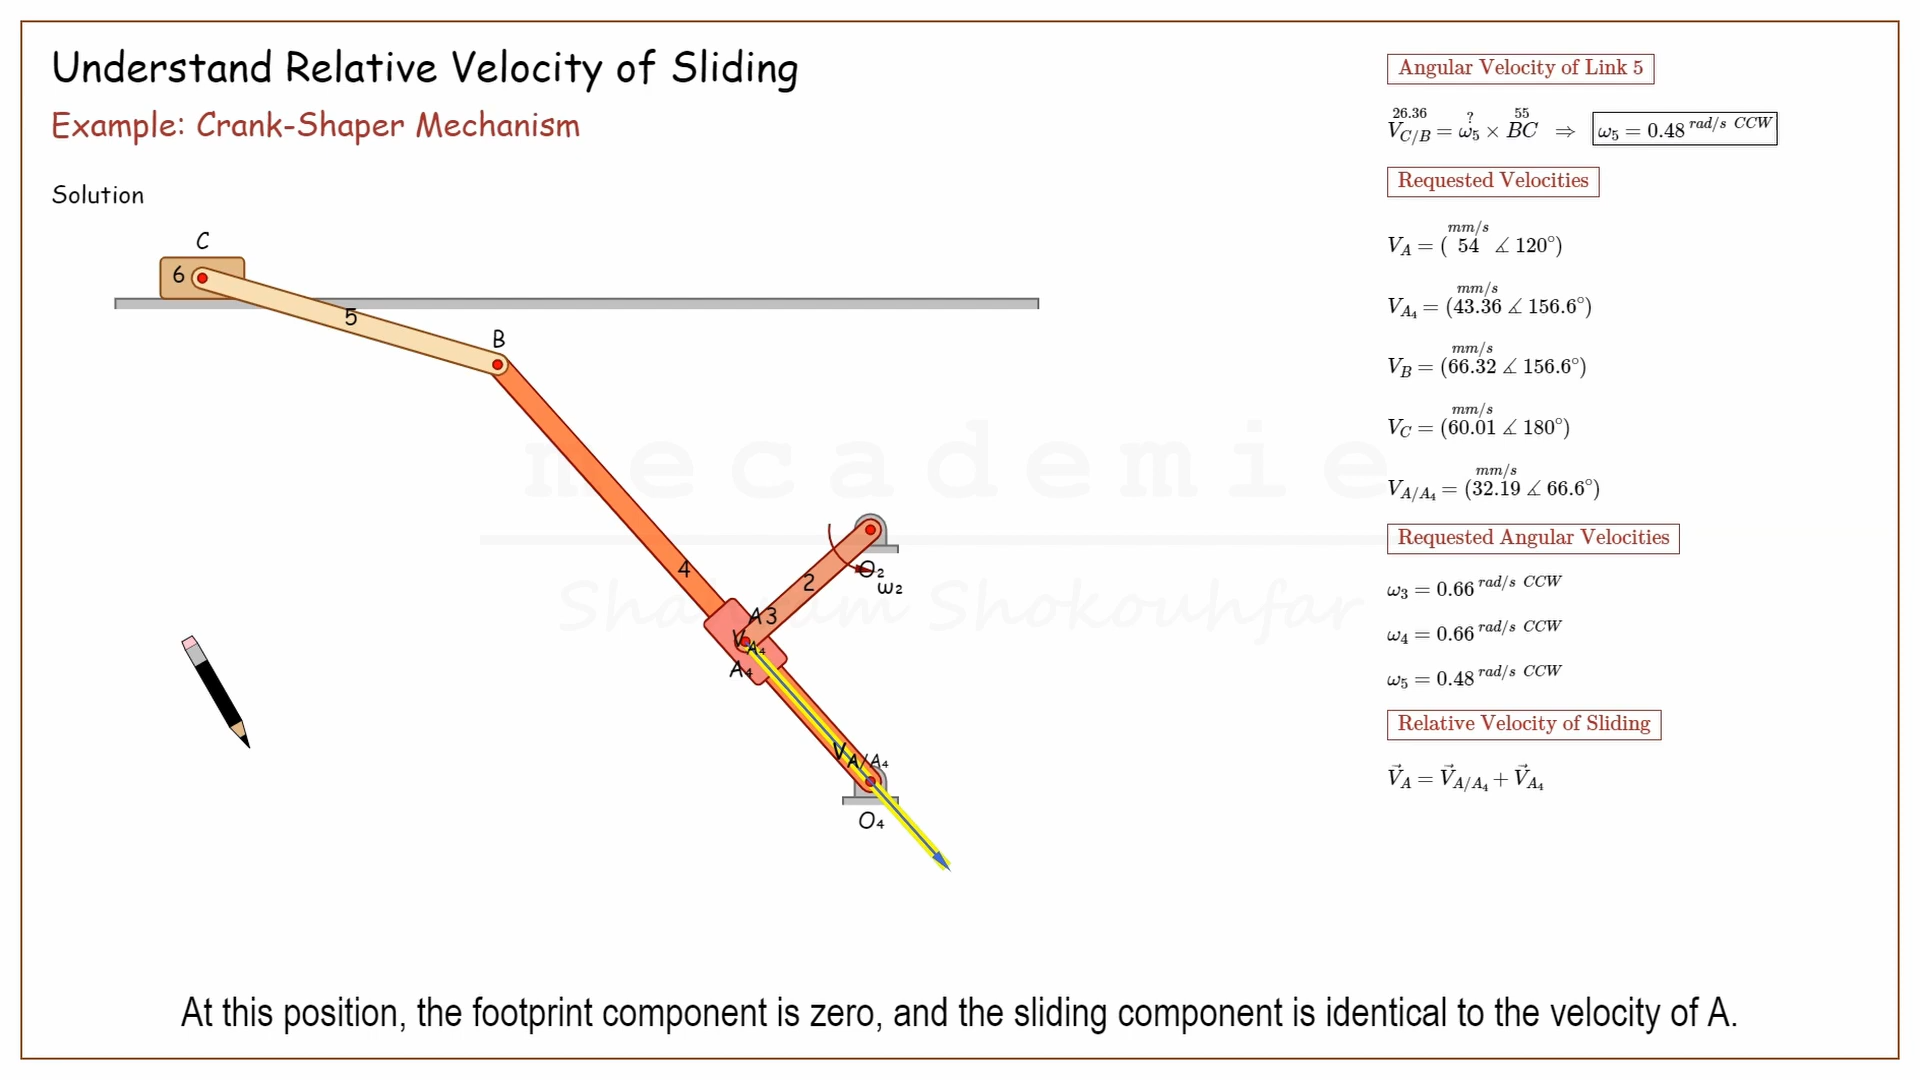 Understand Relative Velocity of Sliding
Example: Crank-Shaper Mechanism
Solution
C
6
5
B
4
2
O₂
ω₂
A 3
V_A₄
A₄
V_A/A₄
O₄
mecademie
Shahram Shokouhfar
Angular Velocity of Link 5
26.36 ? 55
V_C/B = ω₅ × BC ⇒ ω₅ = 0.48 rad/s CCW
Requested Velocities
mm/s
V_A = ( 54 ∡ 120°)
mm/s
V_A₄ = (43.36 ∡ 156.6°)
mm/s
V_B = (66.32 ∡ 156.6°)
mm/s
V_C = (60.01 ∡ 180°)
mm/s
V_A/A₄ = (32.19 ∡ 66.6°)
Requested Angular Velocities
ω₃ = 0.66 rad/s CCW
ω₄ = 0.66 rad/s CCW
ω₅ = 0.48 rad/s CCW
Relative Velocity of Sliding
V⃗_A = V⃗_A/A₄ + V⃗_A₄
At this position, the footprint component is zero, and the sliding component is identical to the velocity of A.